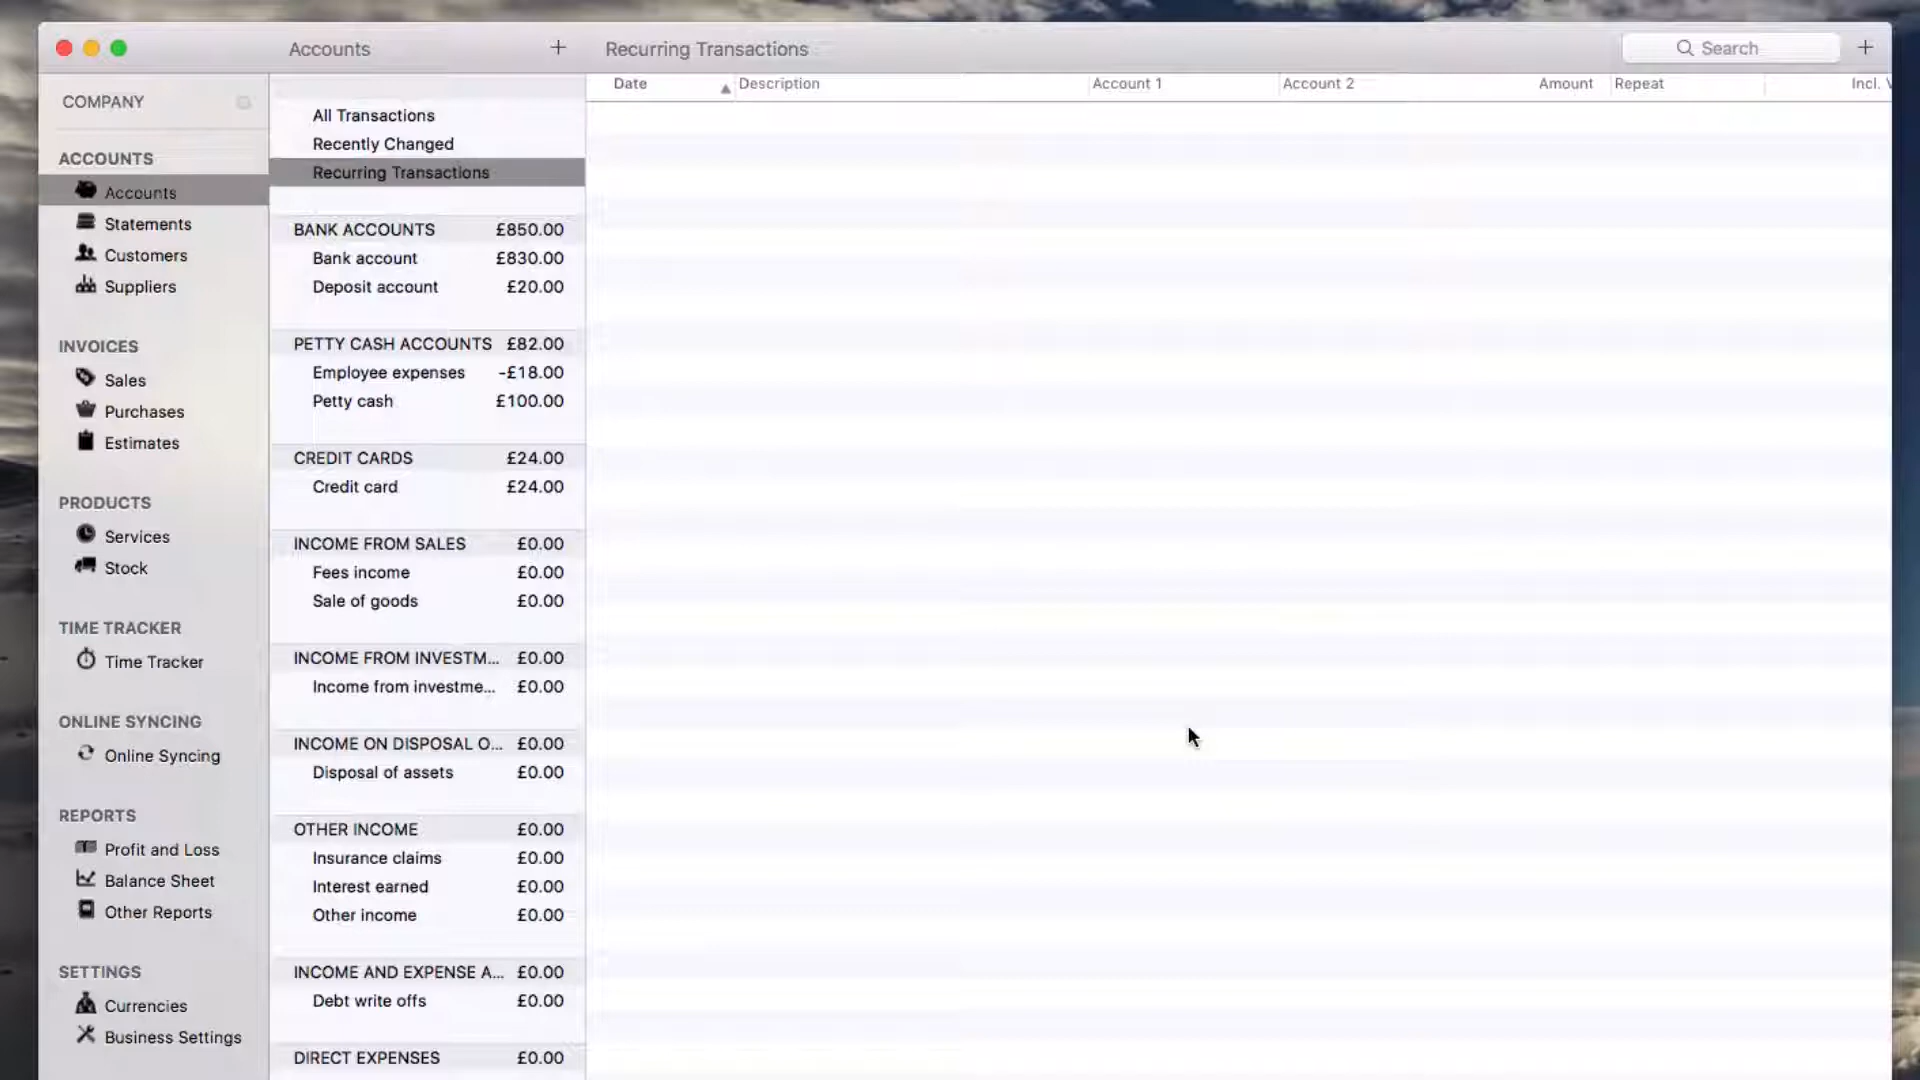 Accounts
Recurring Transactions
Search
COMPANY
ACCOUNTS
Accounts
Statements
Customers
Suppliers
INVOICES
Sales
Purchases
Estimates
PRODUCTS
Services
Stock
TIME TRACKER
Time Tracker
ONLINE SYNCING
Online Syncing
REPORTS
Profit and Loss
Balance Sheet
Other Reports
SETTINGS
Currencies
Business Settings
All Transactions
Recently Changed
Recurring Transactions
BANK ACCOUNTS £850.00
Bank account £830.00
Deposit account £20.00
PETTY CASH ACCOUNTS £82.00
Employee expenses -£18.00
Petty cash £100.00
CREDIT CARDS £24.00
Credit card £24.00
INCOME FROM SALES £0.00
Fees income £0.00
Sale of goods £0.00
INCOME FROM INVESTM... £0.00
Income from investme... £0.00
INCOME ON DISPOSAL O... £0.00
Disposal of assets £0.00
OTHER INCOME £0.00
Insurance claims £0.00
Interest earned £0.00
Other income £0.00
INCOME AND EXPENSE A... £0.00
Debt write offs £0.00
DIRECT EXPENSES £0.00
Date Description Account 1 Account 2 Amount Repeat Incl.